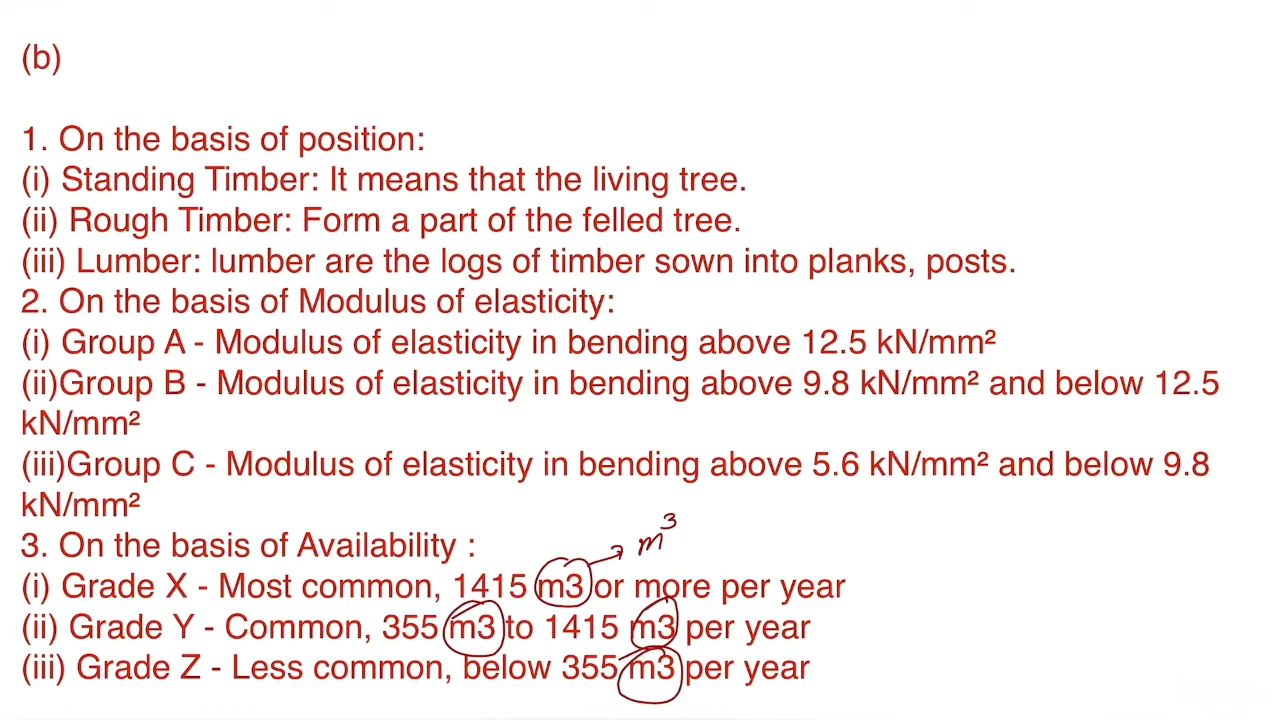 (b)
1. On the basis of position:
(i) Standing Timber: It means that the living tree.
(ii) Rough Timber: Form a part of the felled tree.
(iii) Lumber: lumber are the logs of timber sown into planks, posts.
2. On the basis of Modulus of elasticity:
(i) Group A - Modulus of elasticity in bending above 12.5 kN/mm²
(ii)Group B - Modulus of elasticity in bending above 9.8 kN/mm² and below 12.5
kN/mm²
(iii)Group C - Modulus of elasticity in bending above 5.6 kN/mm² and below 9.8
kN/mm²
m³
3. On the basis of Availability :
(i) Grade X - Most common, 1415 m3 or more per year
(ii) Grade Y - Common, 355 m3 to 1415 m3 per year
(iii) Grade Z - Less common, below 355 m3 per year